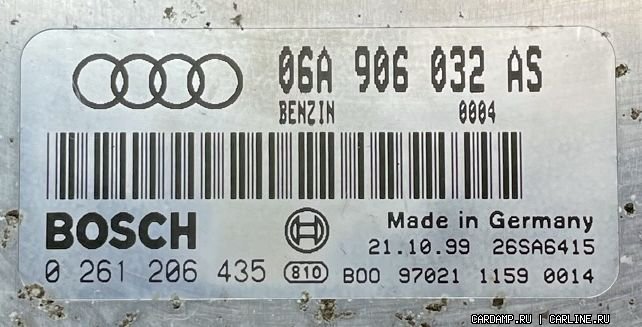 06A 906 032 AS
BENZIN 0004
BOSCH
Made in Germany
21.10.99 26SA6415
0 261 206 435 810 B00 97021 1159 0014
CARDAMP.RU | CARLINE.RU